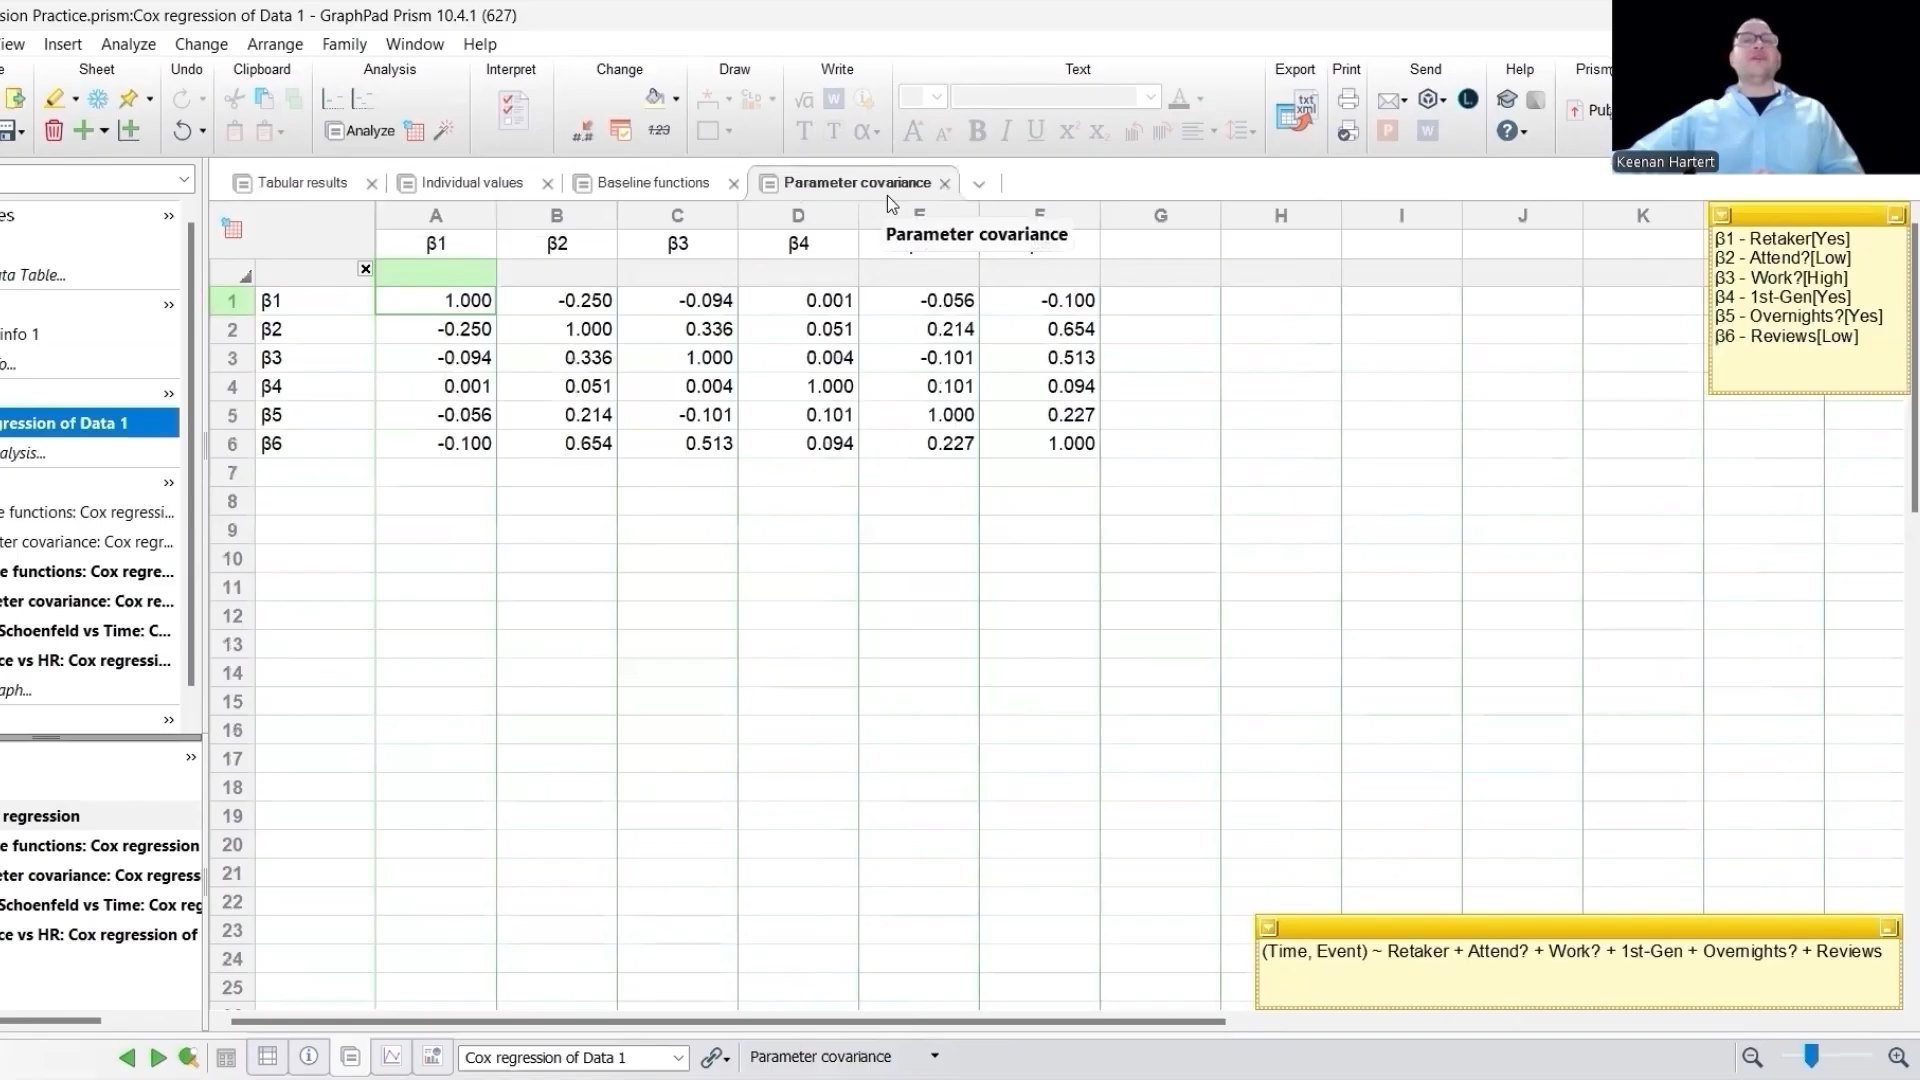 sion Practice.prism:Cox regression of Data 1 - GraphPad Prism 10.4.1 (627)
iew Insert Analyze Change Arrange Family Window Help
Sheet Undo Clipboard Analysis Interpret Change Draw Write Text Export Print Send Help Prism
Analyze
Pub
Keenan Hartert
Tabular results Individual values Baseline functions Parameter covariance
Parameter covariance
A B C D E F G H I J K
β1 β2 β3 β4
1 β1 1.000 -0.250 -0.094 0.001 -0.056 -0.100
2 β2 -0.250 1.000 0.336 0.051 0.214 0.654
3 β3 -0.094 0.336 1.000 0.004 -0.101 0.513
4 β4 0.001 0.051 0.004 1.000 0.101 0.094
5 β5 -0.056 0.214 -0.101 0.101 1.000 0.227
6 β6 -0.100 0.654 0.513 0.094 0.227 1.000
7
8
9
10
11
12
13
14
15
16
17
18
19
20
21
22
23
24
25
β1 - Retaker[Yes]
β2 - Attend?[Low]
β3 - Work?[High]
β4 - 1st-Gen[Yes]
β5 - Overnights?[Yes]
β6 - Reviews[Low]
(Time, Event) ~ Retaker + Attend? + Work? + 1st-Gen + Overnights? + Reviews
es
ata Table...
info 1
o...
gression of Data 1
alysis...
e functions: Cox regressi...
ter covariance: Cox regr...
e functions: Cox regre...
eter covariance: Cox re...
Schoenfeld vs Time: C...
ce vs HR: Cox regressi...
aph...
regression
e functions: Cox regression
eter covariance: Cox regress
Schoenfeld vs Time: Cox reg
ce vs HR: Cox regression of
Cox regression of Data 1
Parameter covariance